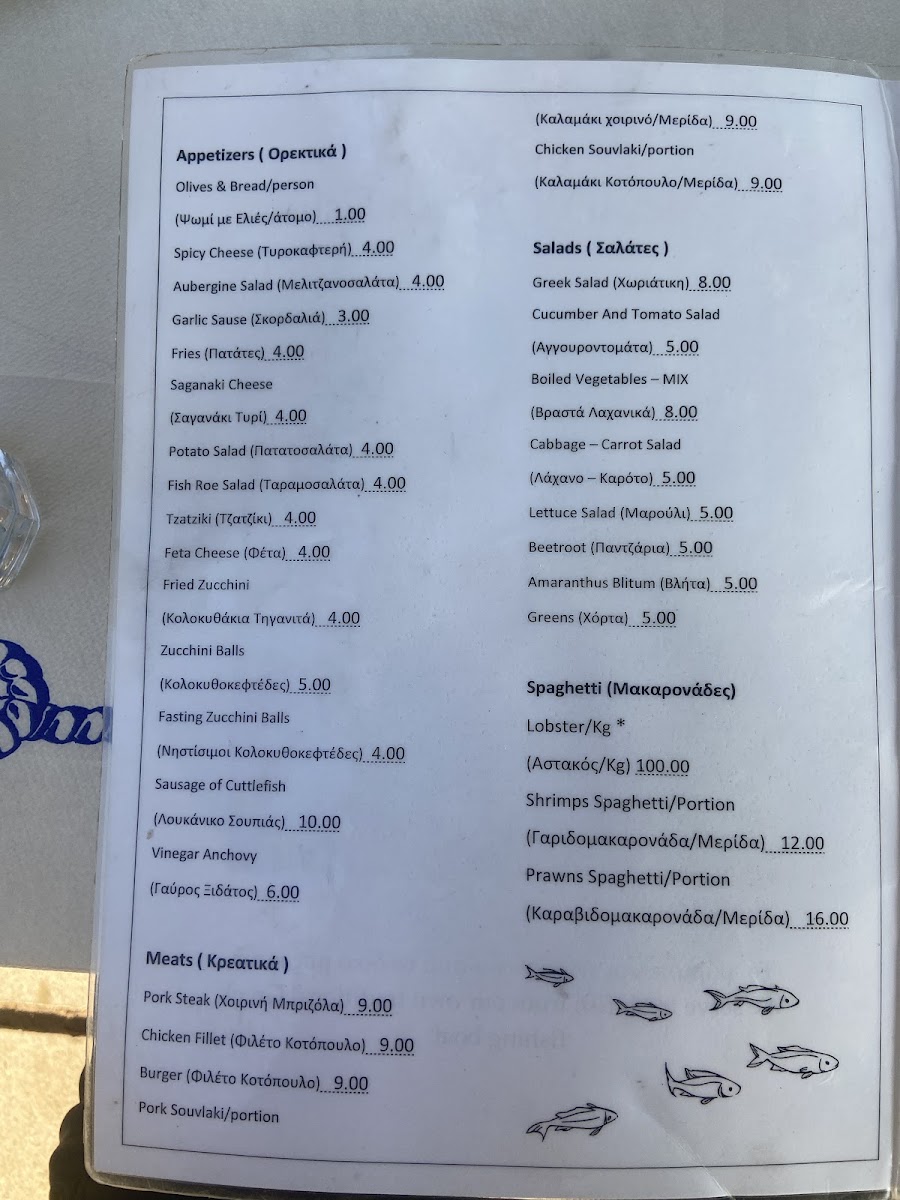 Appetizers ( Ορεκτικά )
Olives & Bread/person
(Ψωμί με Ελιές/άτομο) 1.00
Spicy Cheese (Τυροκαφτερή) 4.00
Aubergine Salad (Μελιτζανοσαλάτα) 4.00
Garlic Sause (Σκορδαλιά) 3.00
Fries (Πατάτες) 4.00
Saganaki Cheese
(Σαγανάκι Τυρί) 4.00
Potato Salad (Πατατοσαλάτα) 4.00
Fish Roe Salad (Ταραμοσαλάτα) 4.00
Tzatziki (Τζατζίκι) 4.00
Feta Cheese (Φέτα) 4.00
Fried Zucchini
(Κολοκυθάκια Τηγανιτά) 4.00
Zucchini Balls
(Κολοκυθοκεφτέδες) 5.00
Fasting Zucchini Balls
(Νηστίσιμοι Κολοκυθοκεφτέδες) 4.00
Sausage of Cuttlefish
(Λουκάνικο Σουπιάς) 10.00
Vinegar Anchovy
(Γαύρος Ξιδάτος) 6.00
Meats ( Κρεατικά )
Pork Steak (Χοιρινή Μπριζόλα) 9.00
Chicken Fillet (Φιλέτο Κοτόπουλο) 9.00
Burger (Φιλέτο Κοτόπουλο) 9.00
Pork Souvlaki/portion
(Καλαμάκι χοιρινό/Μερίδα) 9.00
Chicken Souvlaki/portion
(Καλαμάκι Κοτόπουλο/Μερίδα) 9.00
Salads ( Σαλάτες )
Greek Salad (Χωριάτικη) 8.00
Cucumber And Tomato Salad
(Αγγουροντομάτα) 5.00
Boiled Vegetables – MIX
(Βραστά Λαχανικά) 8.00
Cabbage – Carrot Salad
(Λάχανο – Καρότο) 5.00
Lettuce Salad (Μαρούλι) 5.00
Beetroot (Παντζάρια) 5.00
Amaranthus Blitum (Βλήτα) 5.00
Greens (Χόρτα) 5.00
Spaghetti (Μακαρονάδες)
Lobster/Kg *
(Αστακός/Kg) 100.00
Shrimps Spaghetti/Portion
(Γαριδομακαρονάδα/Μερίδα) 12.00
Prawns Spaghetti/Portion
(Καραβιδομακαρονάδα/Μερίδα) 16.00